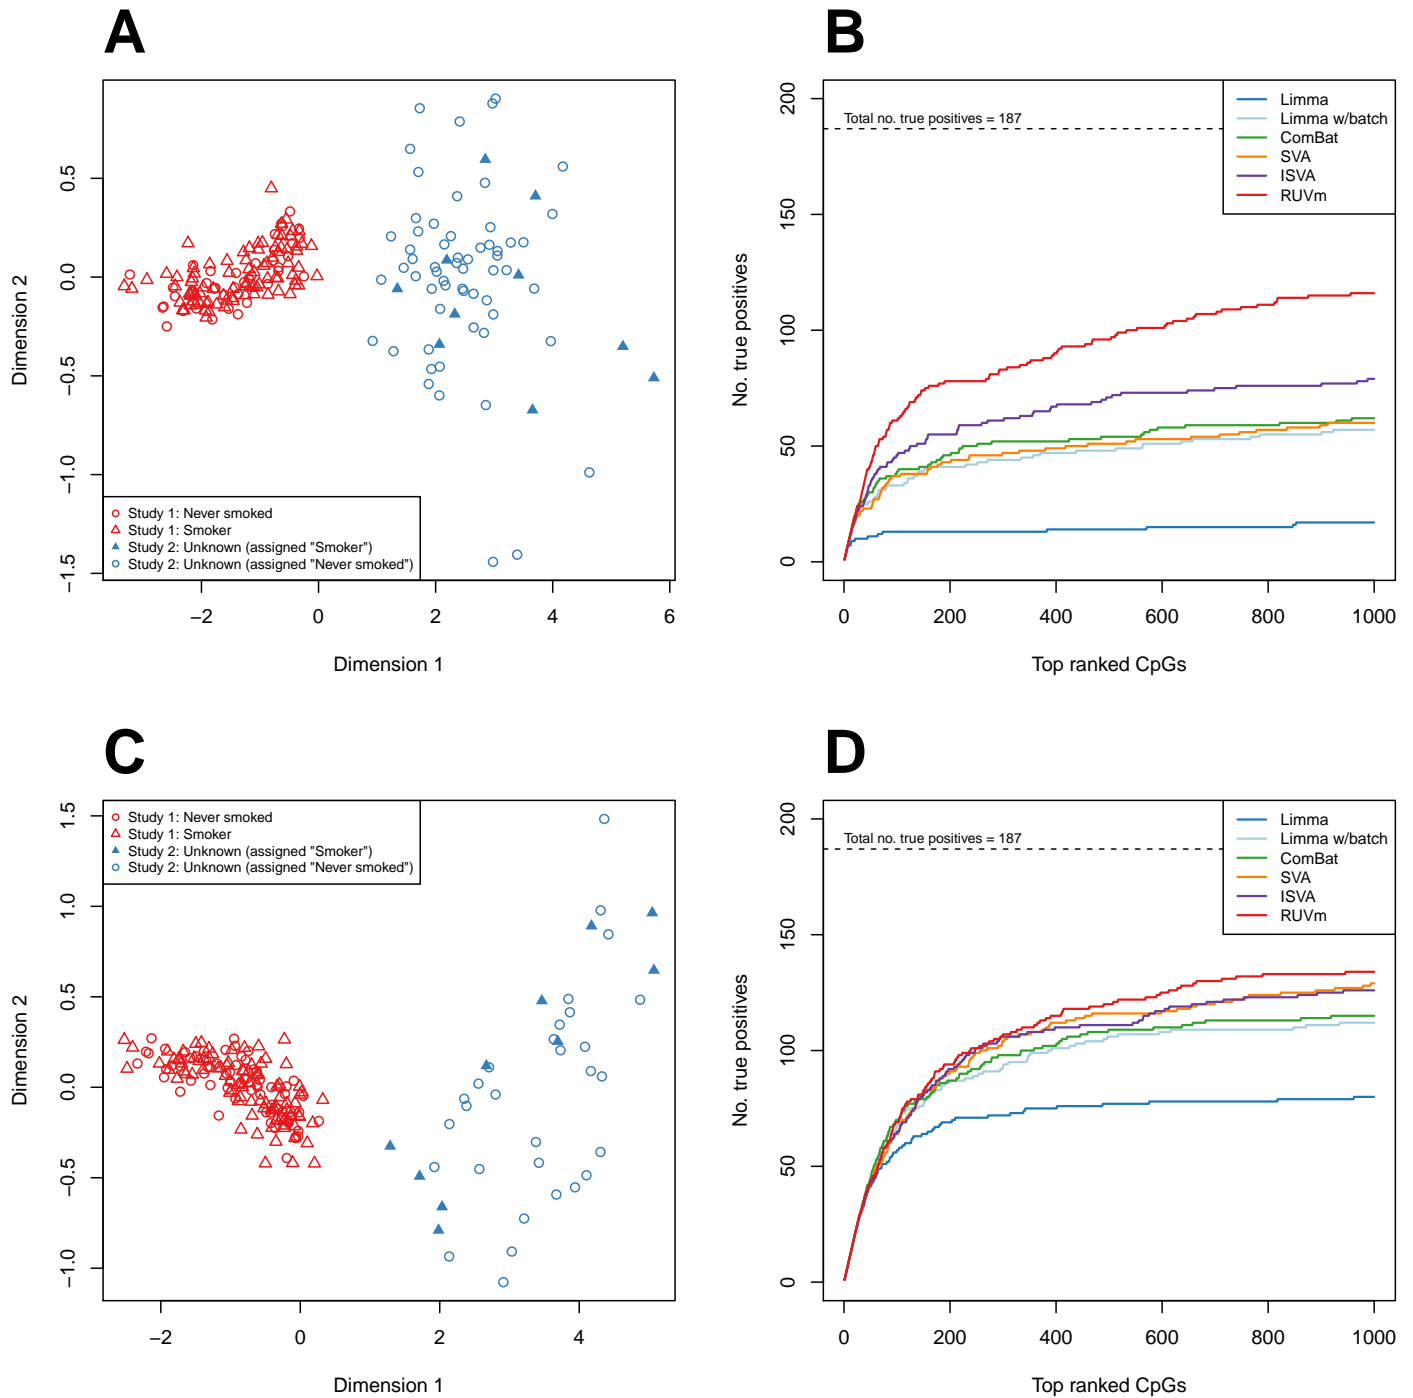 A
Dimension 2
0.5
0.0
−0.5
−1.0
−1.5
Study 1: Never smoked
Study 1: Smoker
Study 2: Unknown (assigned "Smoker")
Study 2: Unknown (assigned "Never smoked")
−2 0 2 4 6
Dimension 1
B
No. true positives
200
150
100
50
0
Total no. true positives = 187
Limma
Limma w/batch
ComBat
SVA
ISVA
RUVm
0 200 400 600 800 1000
Top ranked CpGs
C
Dimension 2
1.5
1.0
0.5
0.0
−0.5
−1.0
Study 1: Never smoked
Study 1: Smoker
Study 2: Unknown (assigned "Smoker")
Study 2: Unknown (assigned "Never smoked")
−2 0 2 4
Dimension 1
D
No. true positives
200
150
100
50
0
Total no. true positives = 187
Limma
Limma w/batch
ComBat
SVA
ISVA
RUVm
0 200 400 600 800 1000
Top ranked CpGs